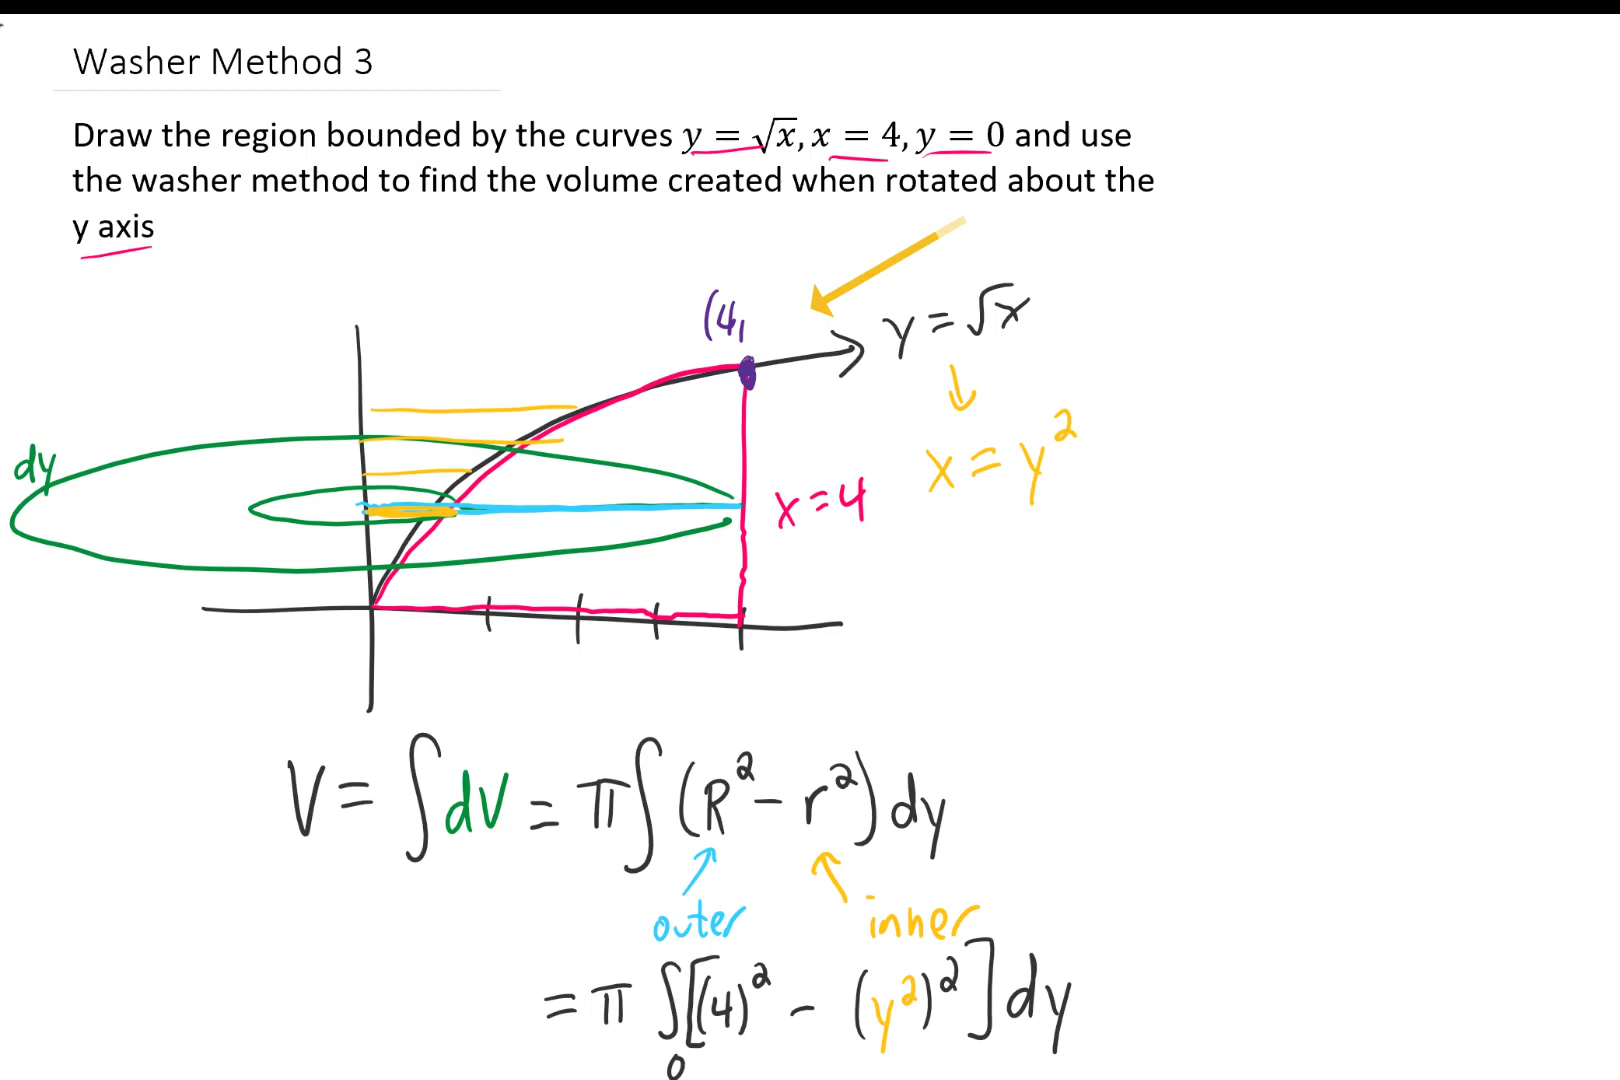 Washer Method 3
Draw the region bounded by the curves y = √x, x = 4, y = 0 and use
the washer method to find the volume created when rotated about the
y axis
(4,
y = √x
x = y²
dy
x = 4
V = ∫ dV = π ∫ (R² − r²) dy
outer
inner
= π ∫₀ [(4)² − (y²)²] dy